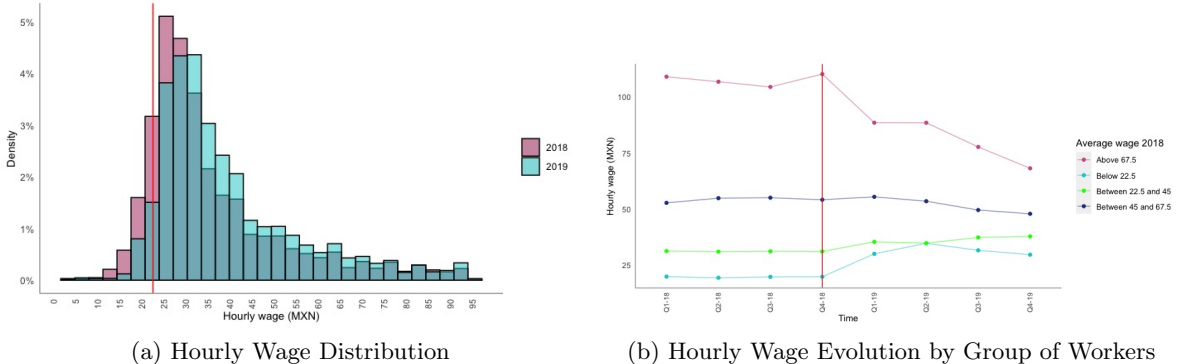 5%
4%
3%
2%
1%
0%
Density
0 5 10 15 20 25 30 35 40 45 50 55 60 65 70 75 80 85 90 95
Hourly wage (MXN)
2018
2019
(a) Hourly Wage Distribution
100
75
50
25
Hourly wage (MXN)
Q1-18 Q2-18 Q3-18 Q4-18 Q1-19 Q2-19 Q3-19 Q4-19
Time
Average wage 2018
Above 67.5
Below 22.5
Between 22.5 and 45
Between 45 and 67.5
(b) Hourly Wage Evolution by Group of Workers